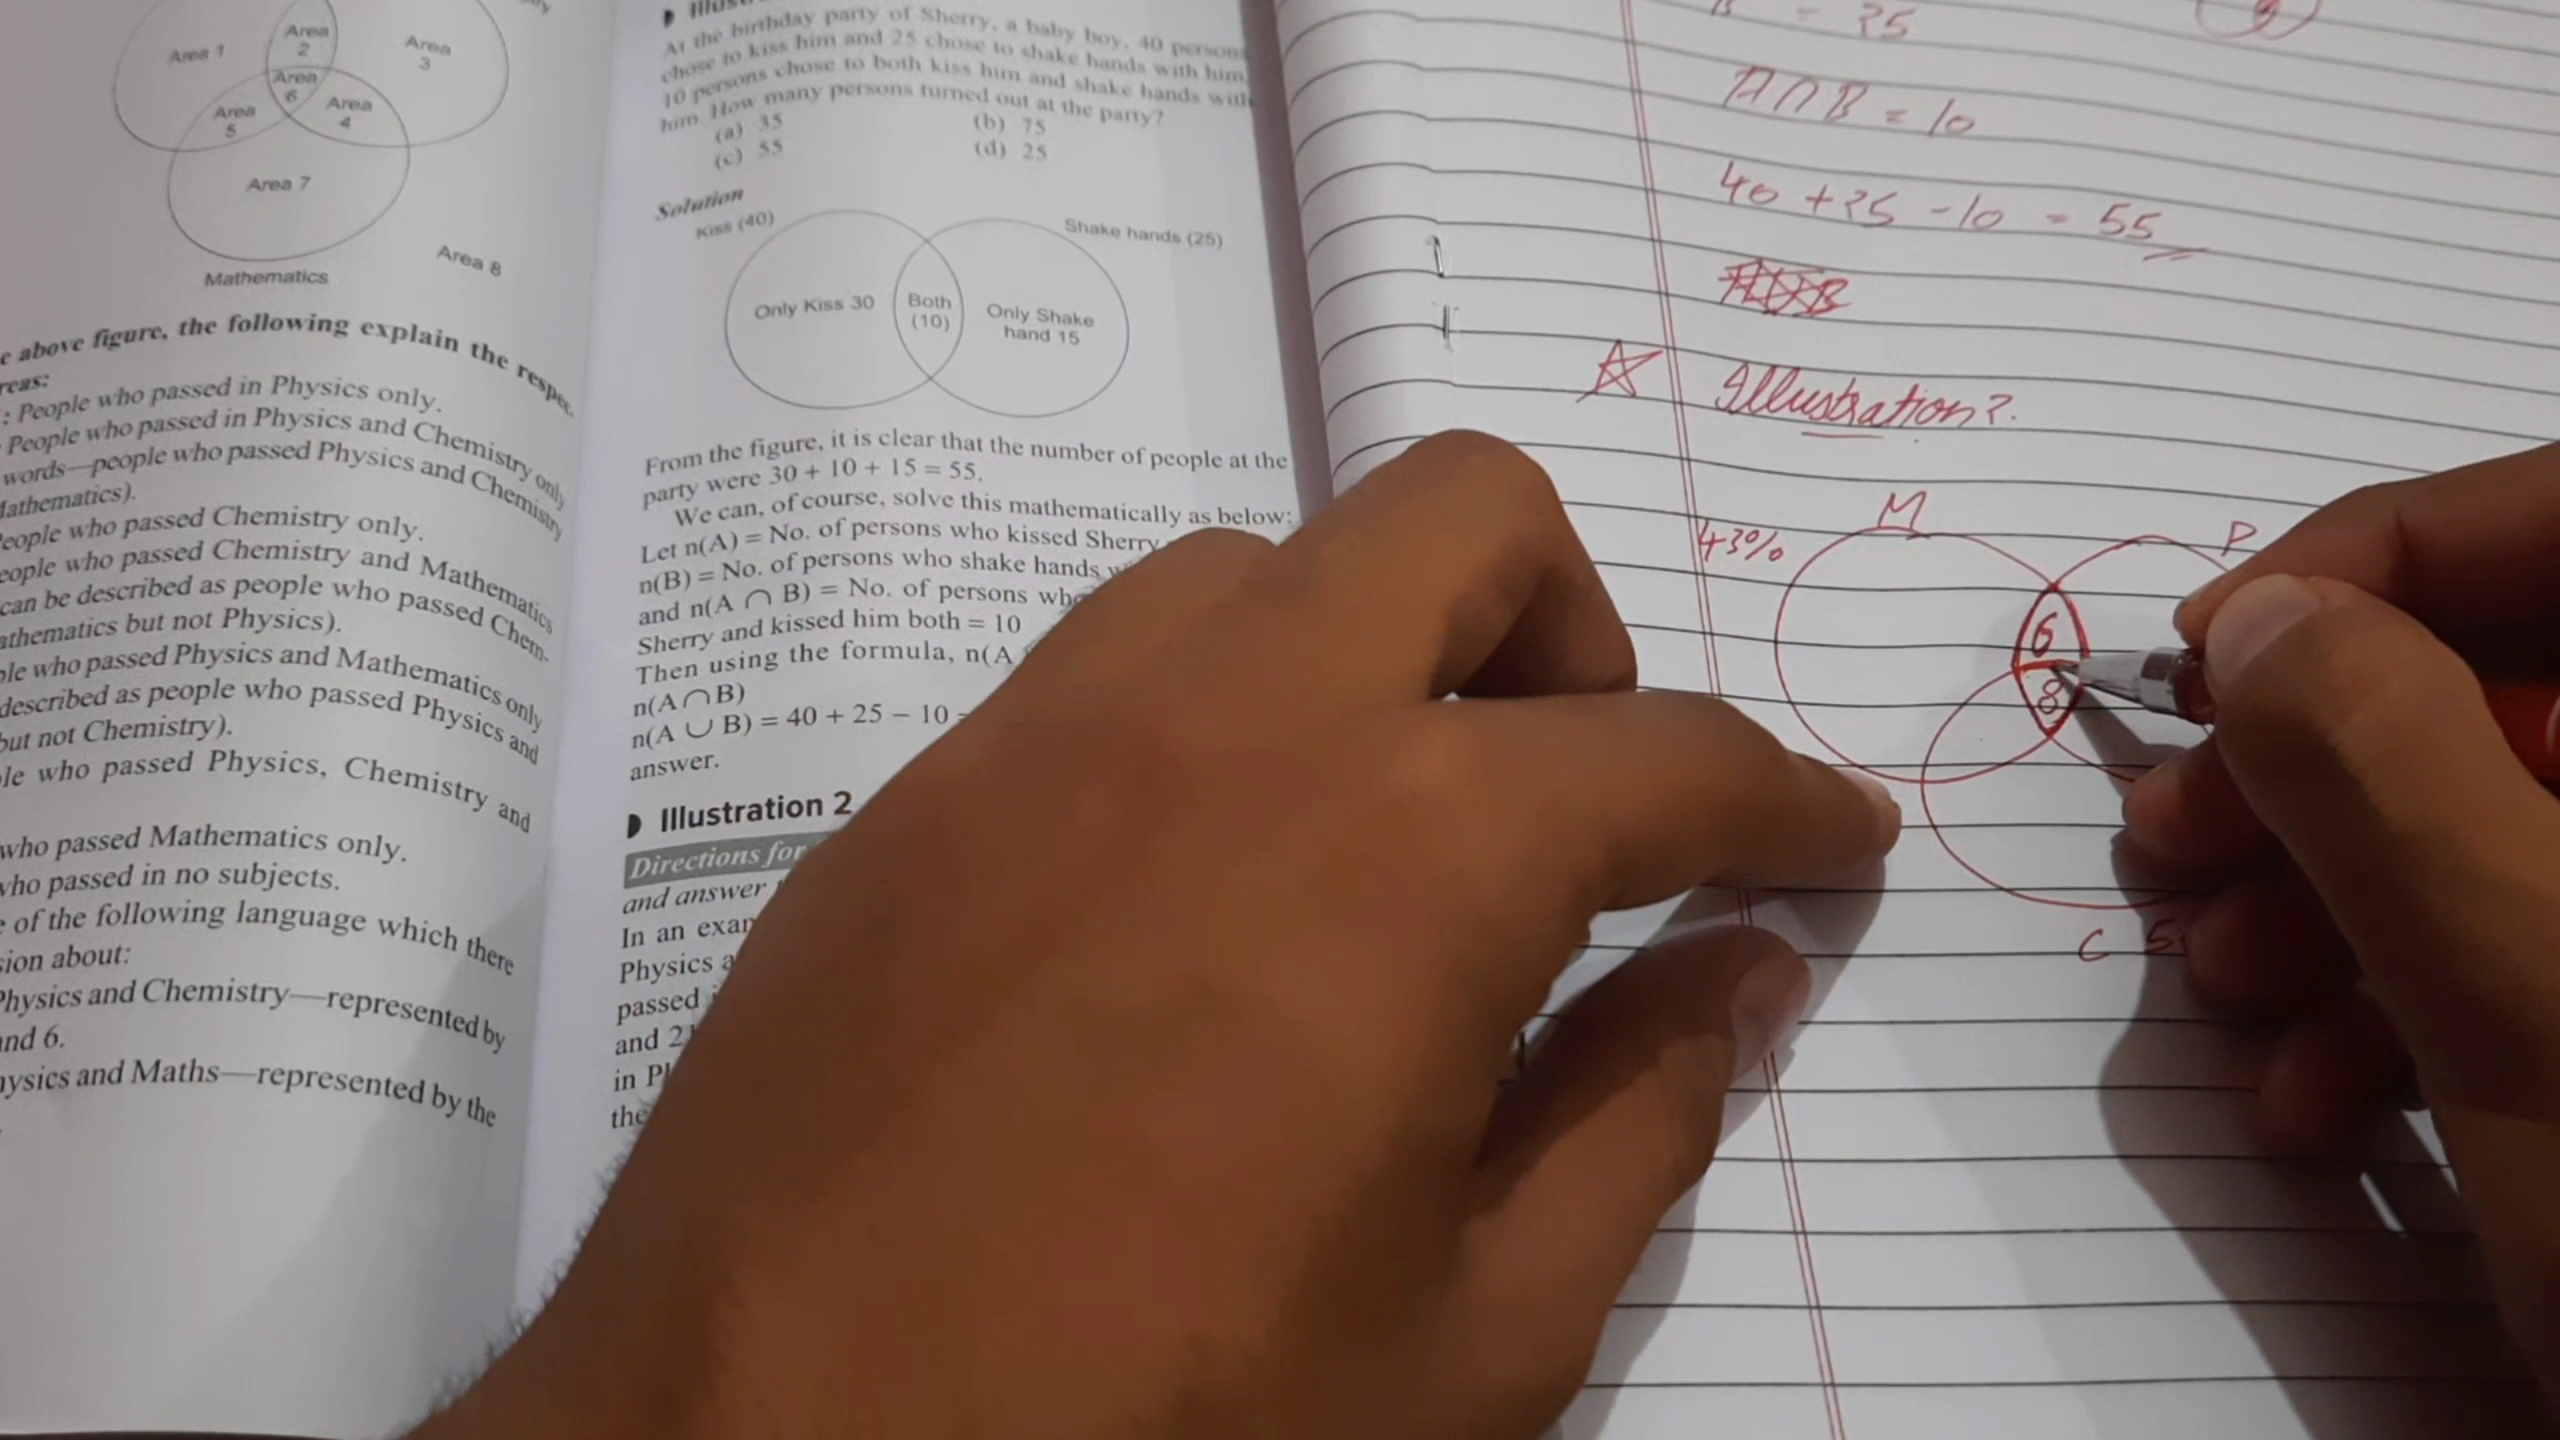 Area 1
Area
2
Area
3
Area
6
Area
5
Area
4
Area 7
Area 8
Mathematics
above figure, the following explain the respec
: People who passed in Physics only.
People who passed in Physics and Chemistry only
words—people who passed Physics and Chemistry
people who passed Chemistry only.
people who passed Chemistry and Mathematics
can be described as people who passed Chem-
but not Physics).
who passed Physics and Mathematics only
described as people who passed Physics and
but not Chemistry).
who passed Physics, Chemistry and
who passed Mathematics only.
who passed in no subjects.
of the following language which there
about:
Physics and Chemistry—represented by
and 6.
and Maths—represented by the
At the birthday party of Sherry, a baby boy, 40 persons
chose to kiss him and 25 chose to shake hands with him.
10 persons chose to both kiss him and shake hands with
him. How many persons turned out at the party?
(a) 35
(b) 75
(c) 55
(d) 25
Solution
Kiss (40)
Shake hands (25)
Only Kiss 30
Both
(10)
Only Shake
hand 15
From the figure, it is clear that the number of people at the
party were 30 + 10 + 15 = 55.
We can, of course, solve this mathematically as below:
Let n(A) = No. of persons who kissed Sherry
n(B) = No. of persons who shake hands
and n(A ∩ B) = No. of persons
Sherry and kissed him both = 10
Then using the formula, n(A
n(A ∩ B)
n(A ∪ B) = 40 + 25 − 10 =
answer.
Illustration 2
Directions for
and answer
In an exam
Physics
passed
and 2
in
the
= 25
A∩B = 10
40 + 25 - 10 = 55
Illustration 2.
M
43%
P
6
8
C 5